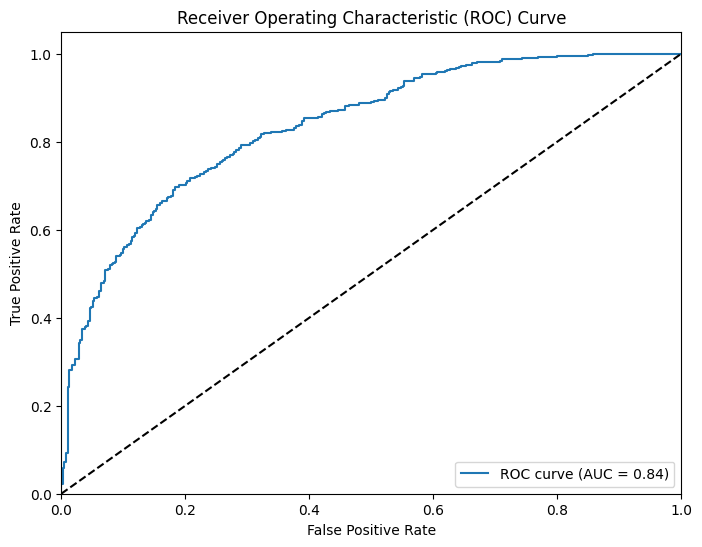 Receiver Operating Characteristic (ROC) Curve
1.0
0.8
0.6
0.4
0.2
0.0
True Positive Rate
ROC curve (AUC = 0.84)
0.0 0.2 0.4 0.6 0.8 1.0
False Positive Rate